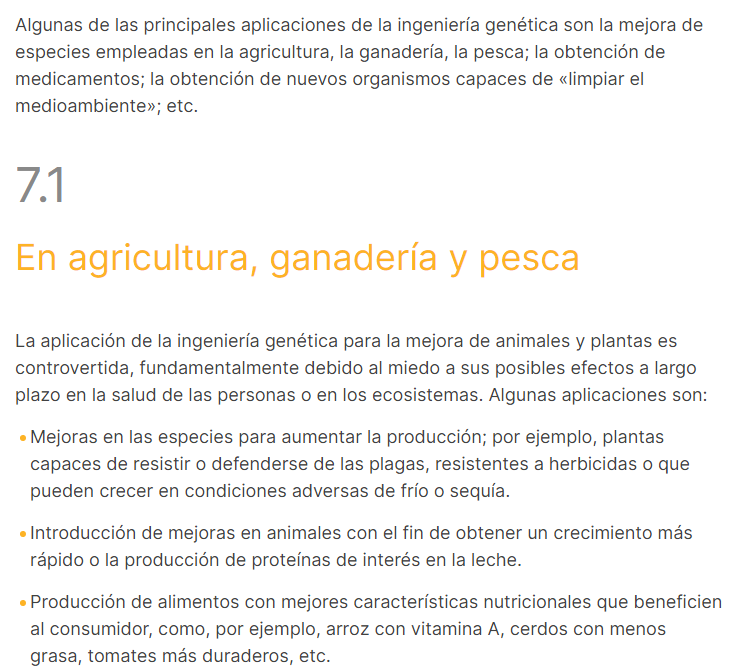 Algunas de las principales aplicaciones de la ingeniería genética son la mejora de
especies empleadas en la agricultura, la ganadería, la pesca; la obtención de
medicamentos; la obtención de nuevos organismos capaces de «limpiar el
medioambiente»; etc.
7.1
En agricultura, ganadería y pesca
La aplicación de la ingeniería genética para la mejora de animales y plantas es
controvertida, fundamentalmente debido al miedo a sus posibles efectos a largo
plazo en la salud de las personas o en los ecosistemas. Algunas aplicaciones son:
• Mejoras en las especies para aumentar la producción; por ejemplo, plantas
capaces de resistir o defenderse de las plagas, resistentes a herbicidas o que
pueden crecer en condiciones adversas de frío o sequía.
• Introducción de mejoras en animales con el fin de obtener un crecimiento más
rápido o la producción de proteínas de interés en la leche.
• Producción de alimentos con mejores características nutricionales que beneficien
al consumidor, como, por ejemplo, arroz con vitamina A, cerdos con menos
grasa, tomates más duraderos, etc.